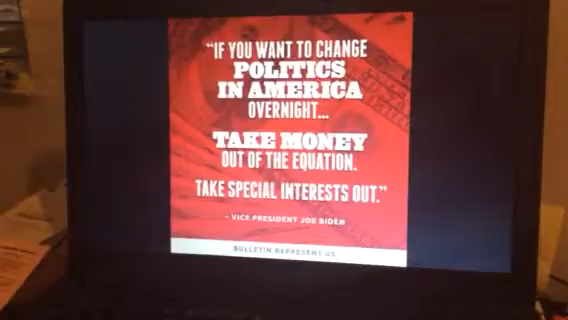 “IF YOU WANT TO CHANGE
POLITICS
IN AMERICA
OVERNIGHT...
TAKE MONEY
OUT OF THE EQUATION.
TAKE SPECIAL INTERESTS OUT.”
– VICE PRESIDENT JOE BIDEN
BULLETIN.REPRESENT.US